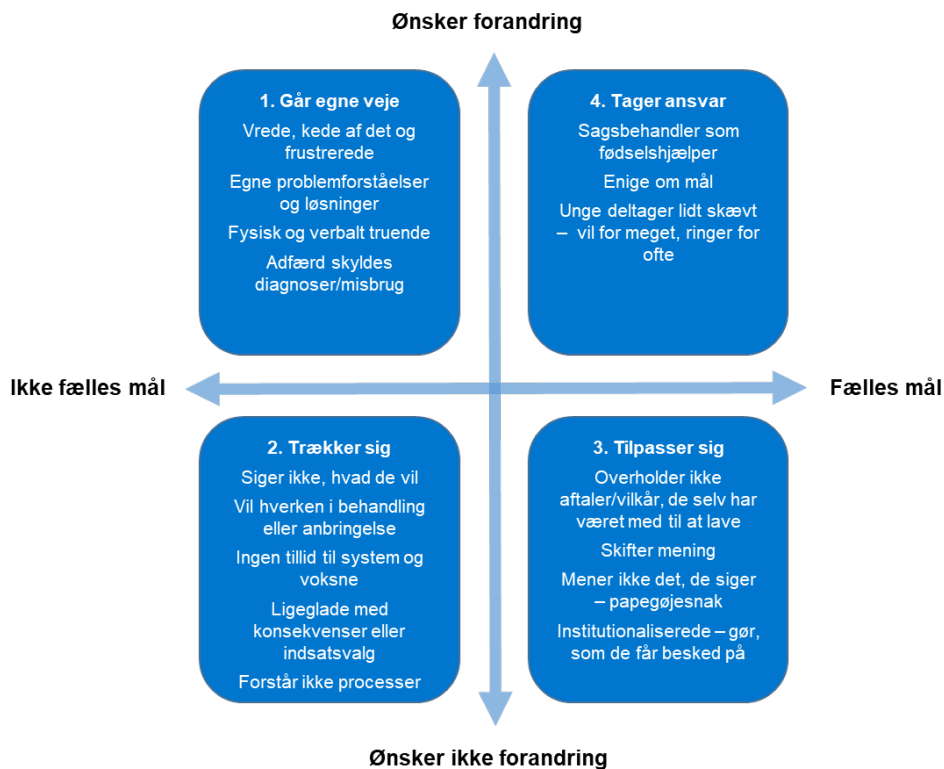 Ønsker forandring
1. Går egne veje
Vrede, kede af det og
frustrerede
Egne problemforståelser
og løsninger
Fysisk og verbalt truende
Adfærd skyldes
diagnoser/misbrug
4. Tager ansvar
Sagsbehandler som
fødselshjælper
Enige om mål
Unge deltager lidt skævt
– vil for meget, ringer for
ofte
Ikke fælles mål
Fælles mål
2. Trækker sig
Siger ikke, hvad de vil
Vil hverken i behandling
eller anbringelse
Ingen tillid til system og
voksne
Ligeglade med
konsekvenser eller
indsatsvalg
Forstår ikke processer
3. Tilpasser sig
Overholder ikke
aftaler/vilkår, de selv har
været med til at lave
Skifter mening
Mener ikke det, de siger
– papegøjesnak
Institutionaliserede – gør,
som de får besked på
Ønsker ikke forandring